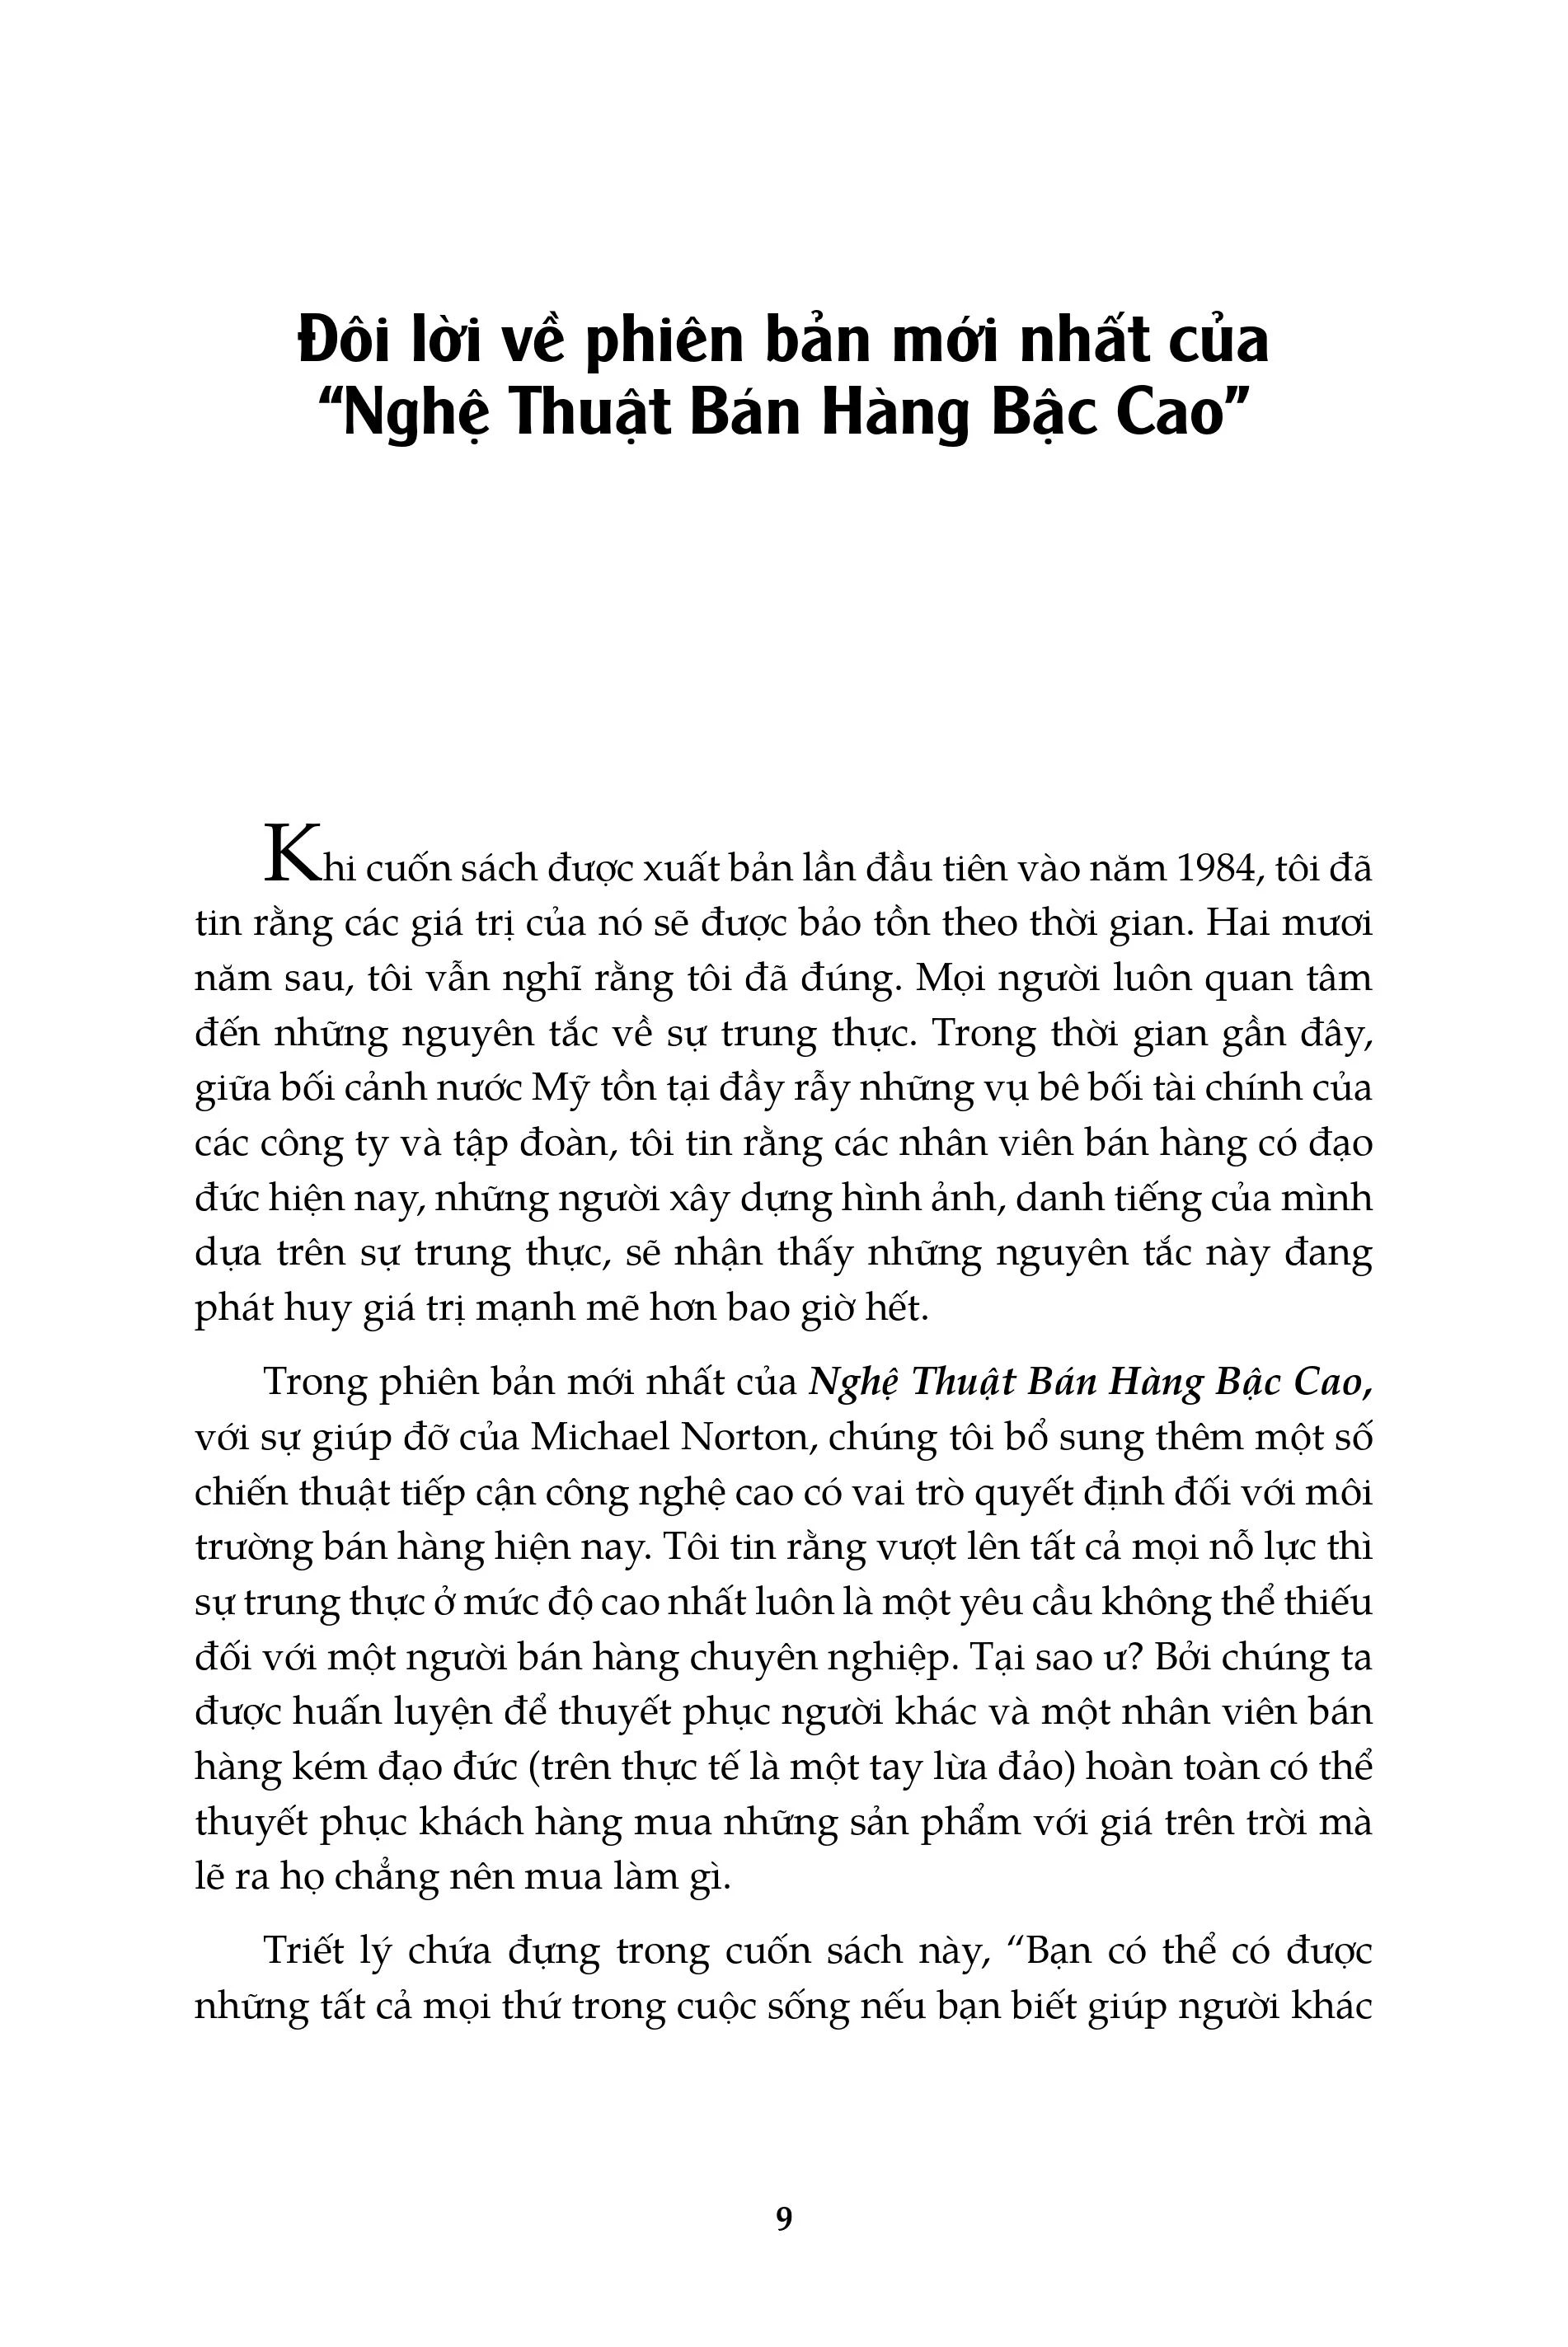 Đôi lời về phiên bản mới nhất của
“Nghệ Thuật Bán Hàng Bậc Cao”
Khi cuốn sách được xuất bản lần đầu tiên vào năm 1984, tôi đã
tin rằng các giá trị của nó sẽ được bảo tồn theo thời gian. Hai mươi
năm sau, tôi vẫn nghĩ rằng tôi đã đúng. Mọi người luôn quan tâm
đến những nguyên tắc về sự trung thực. Trong thời gian gần đây,
giữa bối cảnh nước Mỹ tồn tại đầy rẫy những vụ bê bối tài chính của
các công ty và tập đoàn, tôi tin rằng các nhân viên bán hàng có đạo
đức hiện nay, những người xây dựng hình ảnh, danh tiếng của mình
dựa trên sự trung thực, sẽ nhận thấy những nguyên tắc này đang
phát huy giá trị mạnh mẽ hơn bao giờ hết.
Trong phiên bản mới nhất của Nghệ Thuật Bán Hàng Bậc Cao,
với sự giúp đỡ của Michael Norton, chúng tôi bổ sung thêm một số
chiến thuật tiếp cận công nghệ cao có vai trò quyết định đối với môi
trường bán hàng hiện nay. Tôi tin rằng vượt lên tất cả mọi nỗ lực thì
sự trung thực ở mức độ cao nhất luôn là một yêu cầu không thể thiếu
đối với một người bán hàng chuyên nghiệp. Tại sao ư? Bởi chúng ta
được huấn luyện để thuyết phục người khác và một nhân viên bán
hàng kém đạo đức (trên thực tế là một tay lừa đảo) hoàn toàn có thể
thuyết phục khách hàng mua những sản phẩm với giá trên trời mà
lẽ ra họ chẳng nên mua làm gì.
Triết lý chứa đựng trong cuốn sách này, “Bạn có thể có được
những tất cả mọi thứ trong cuộc sống nếu bạn biết giúp người khác
9